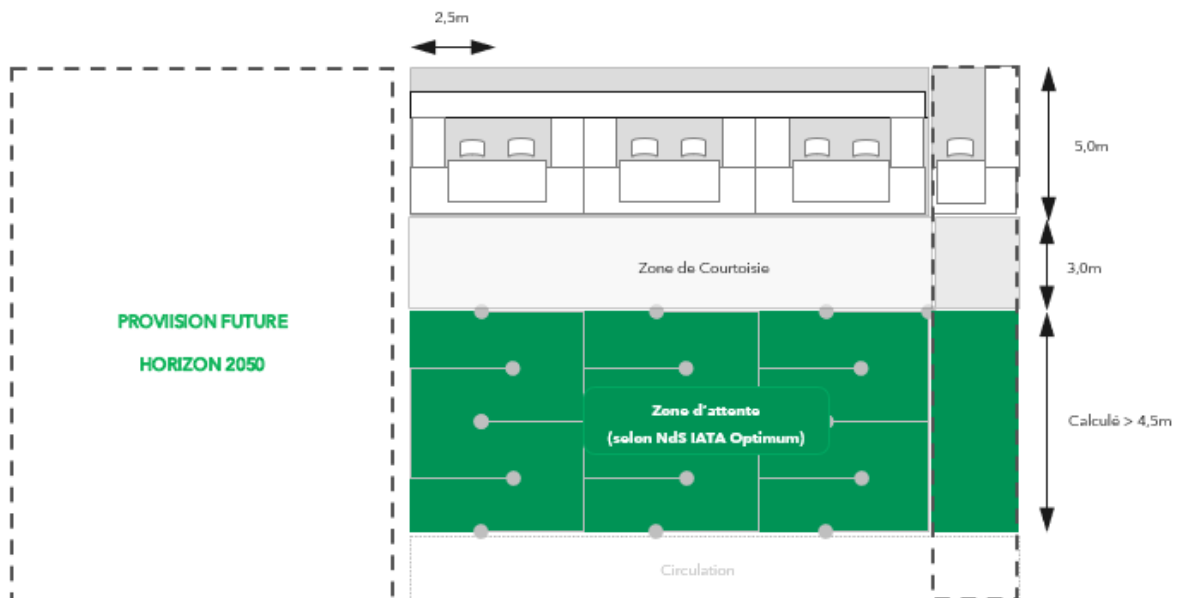 2,5m
5,0m
Zone de Courtoisie
3,0m
PROVIISION FUTURE
HORIZON 2050
Zone d'attente
(selon NdS IATA Optimum)
Calculé > 4,5m
Circulation